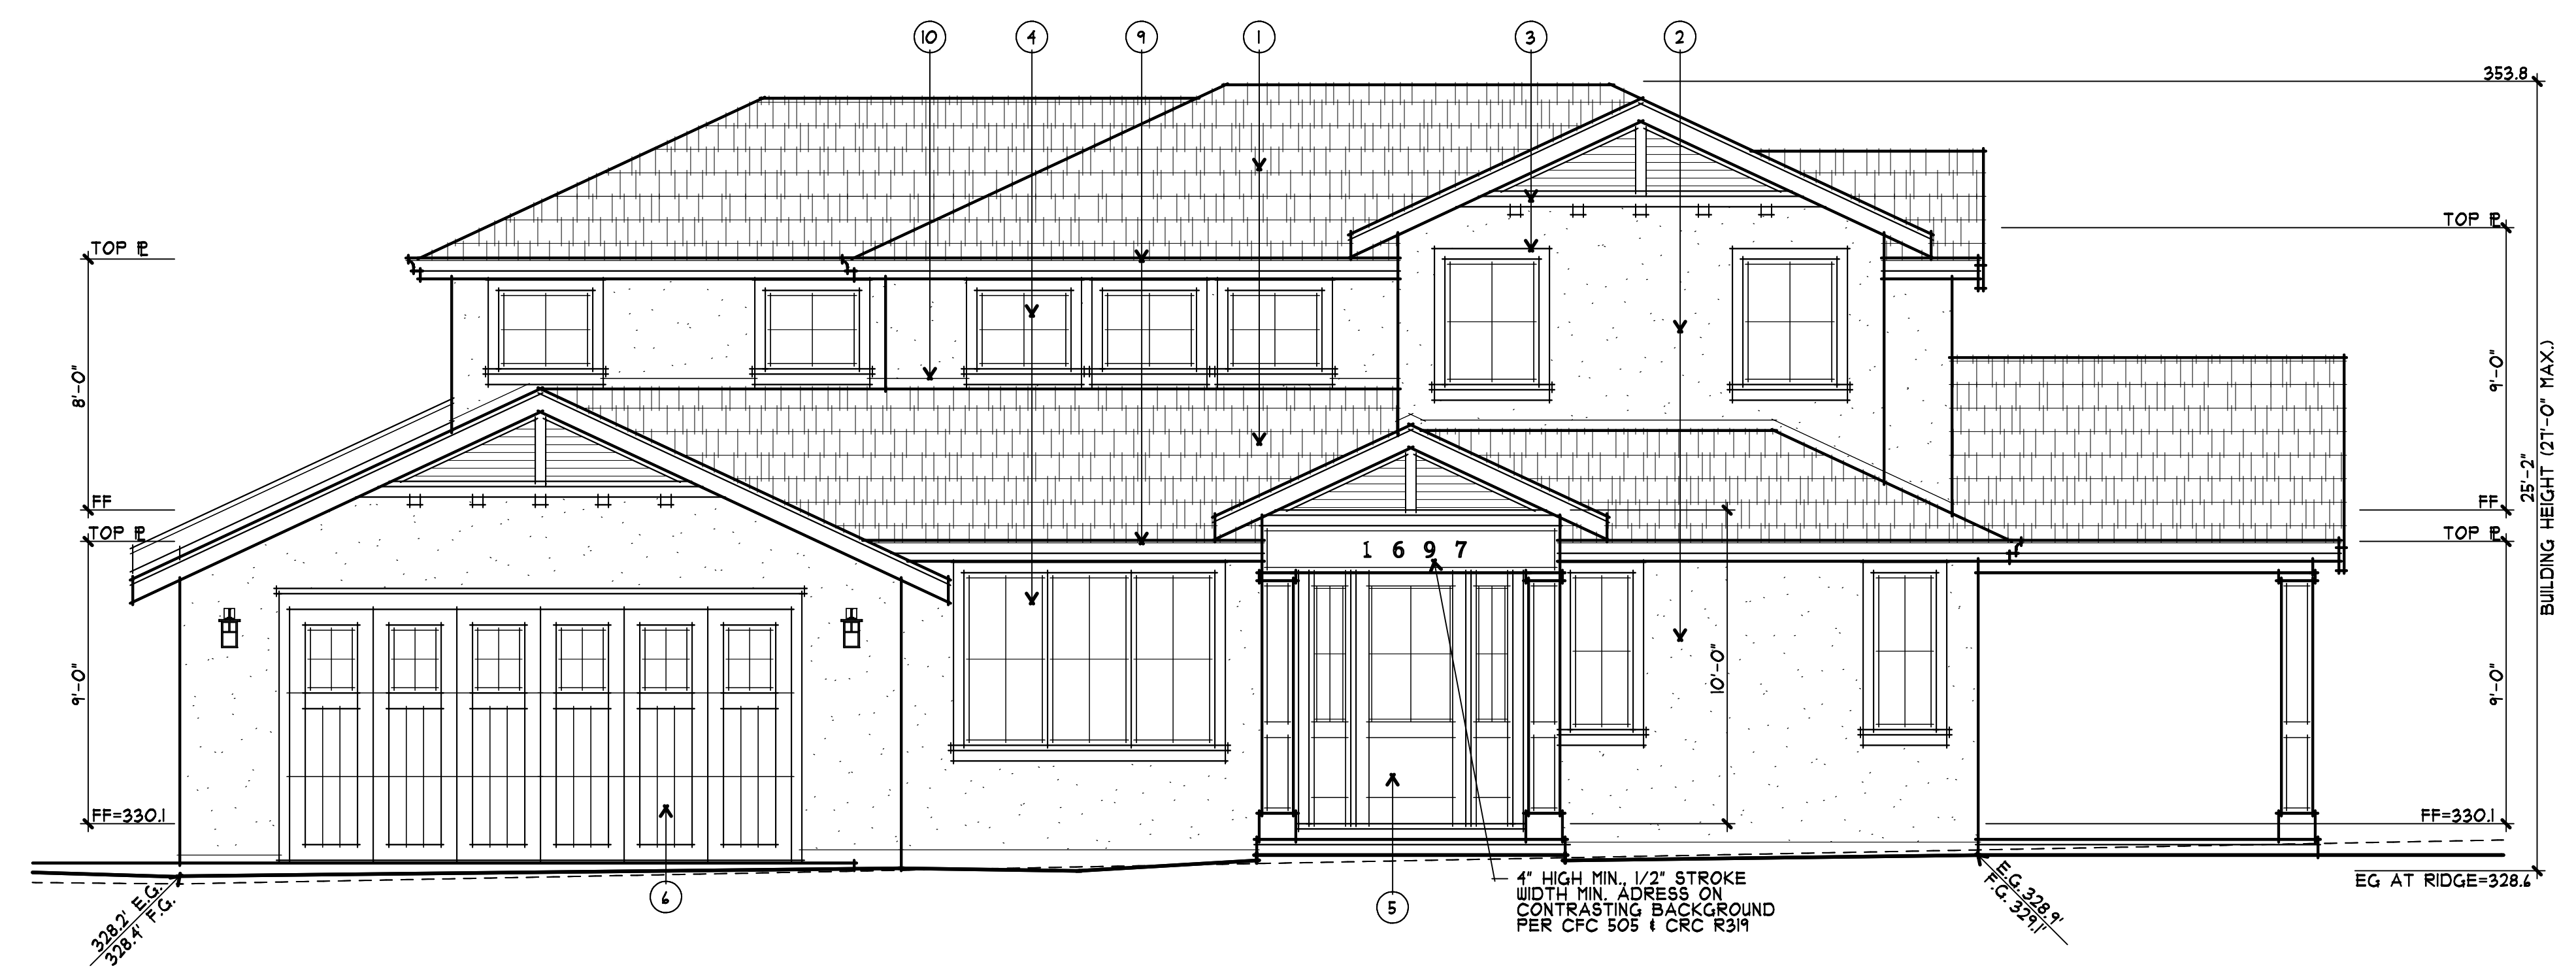 10
4
9
1
3
2
353.8
TOP PL
8'-0"
FF
TOP PL
9'-0"
FF=330.1
TOP PL
9'-0"
FF
TOP PL
9'-0"
FF=330.1
25'-2"
BUILDING HEIGHT (27'-0" MAX.)
1 6 9 7
10'-0"
6
5
4" HIGH MIN., 1/2" STROKE
WIDTH MIN. ADRESS ON
CONTRASTING BACKGROUND
PER CFC 505 & CRC R319
328.2' E.G.
328.4' F.G.
E.G. 328.9'
F.G. 329.1'
EG AT RIDGE=328.6